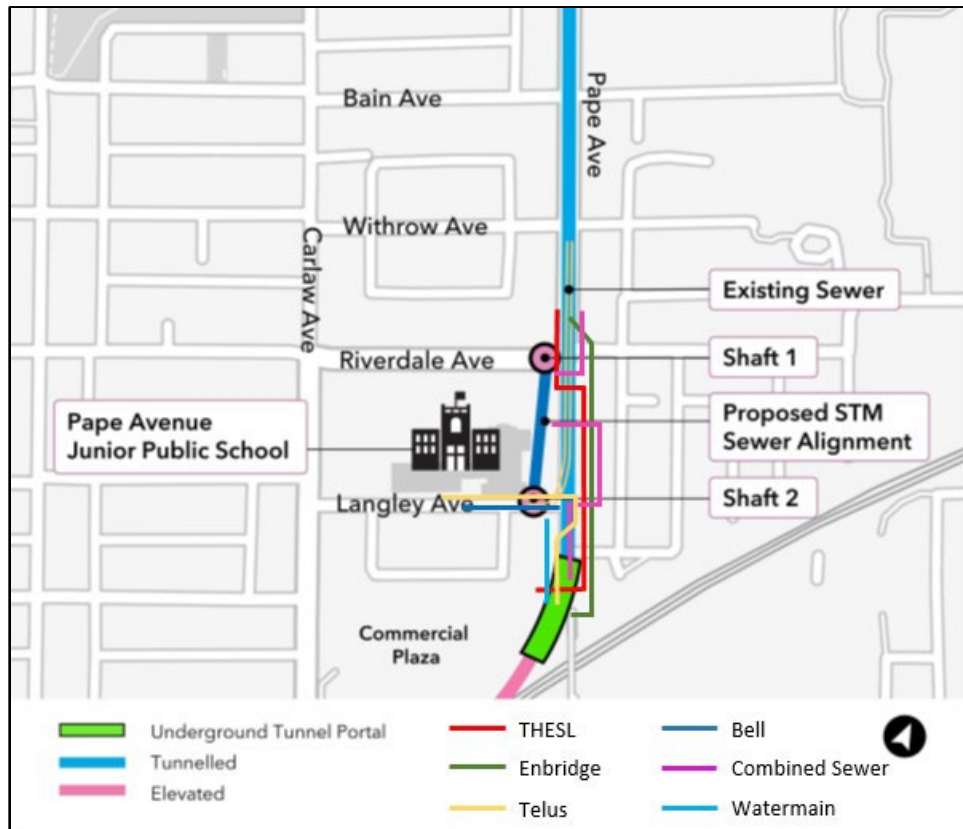 Bain Ave
Pape Ave
Withrow Ave
Carlaw Ave
Existing Sewer
Riverdale Ave
Shaft 1
Pape Avenue
Junior Public School
Proposed STM
Sewer Alignment
Langley Ave
Shaft 2
Commercial
Plaza
Underground Tunnel Portal
Tunnelled
Elevated
THESL
Enbridge
Telus
Bell
Combined Sewer
Watermain